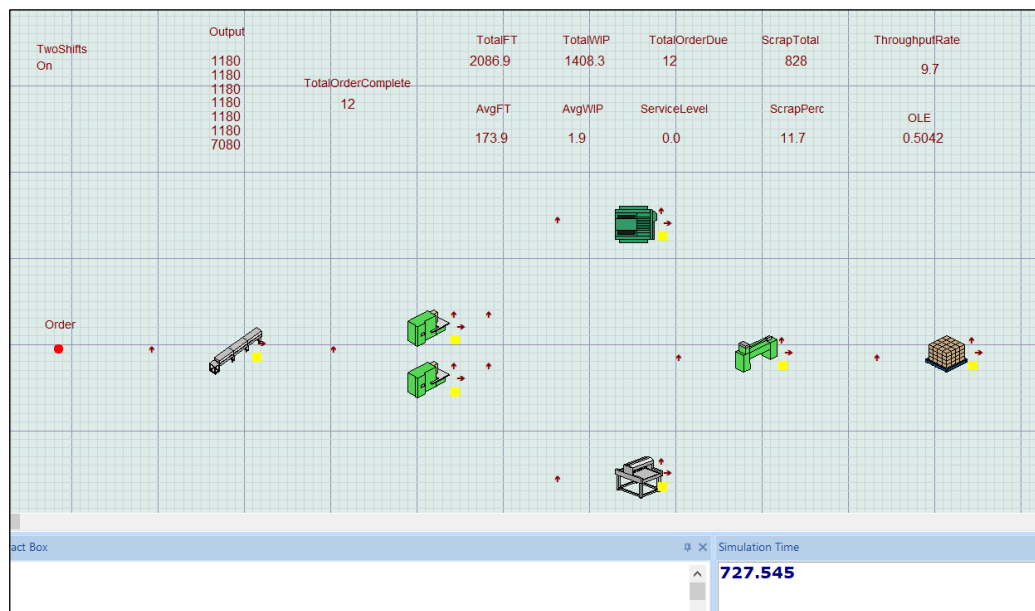 TwoShifts
On
Output
1180
1180
1180
1180
1180
1180
7080
TotalOrderComplete
12
TotalFT
2086.9
TotalWIP
1408.3
TotalOrderDue
12
ScrapTotal
828
ThroughputRate
9.7
AvgFT
173.9
AvgWIP
1.9
ServiceLevel
0.0
ScrapPerc
11.7
OLE
0.5042
Order
ract Box
Simulation Time
727.545